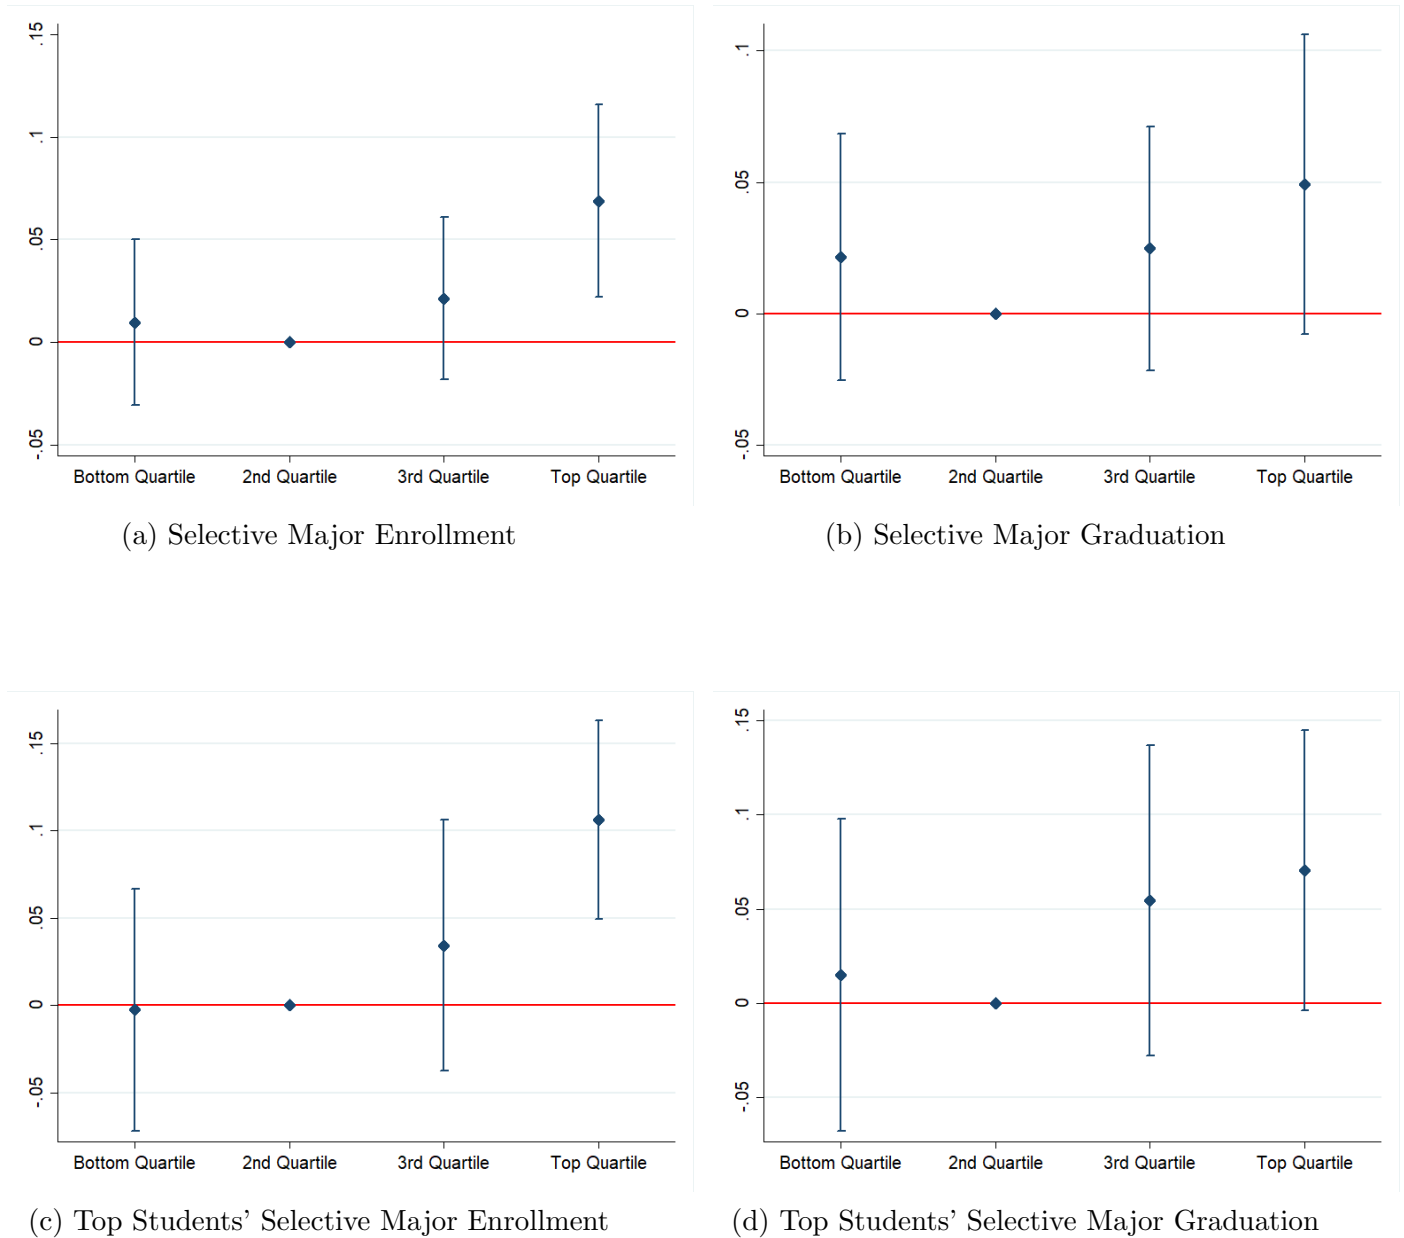 .15
.1
.05
0
-.05
Bottom Quartile 2nd Quartile 3rd Quartile Top Quartile
(a) Selective Major Enrollment
.1
.05
0
-.05
Bottom Quartile 2nd Quartile 3rd Quartile Top Quartile
(b) Selective Major Graduation
.15
.1
.05
0
-.05
Bottom Quartile 2nd Quartile 3rd Quartile Top Quartile
(c) Top Students' Selective Major Enrollment
.15
.1
.05
0
-.05
Bottom Quartile 2nd Quartile 3rd Quartile Top Quartile
(d) Top Students' Selective Major Graduation